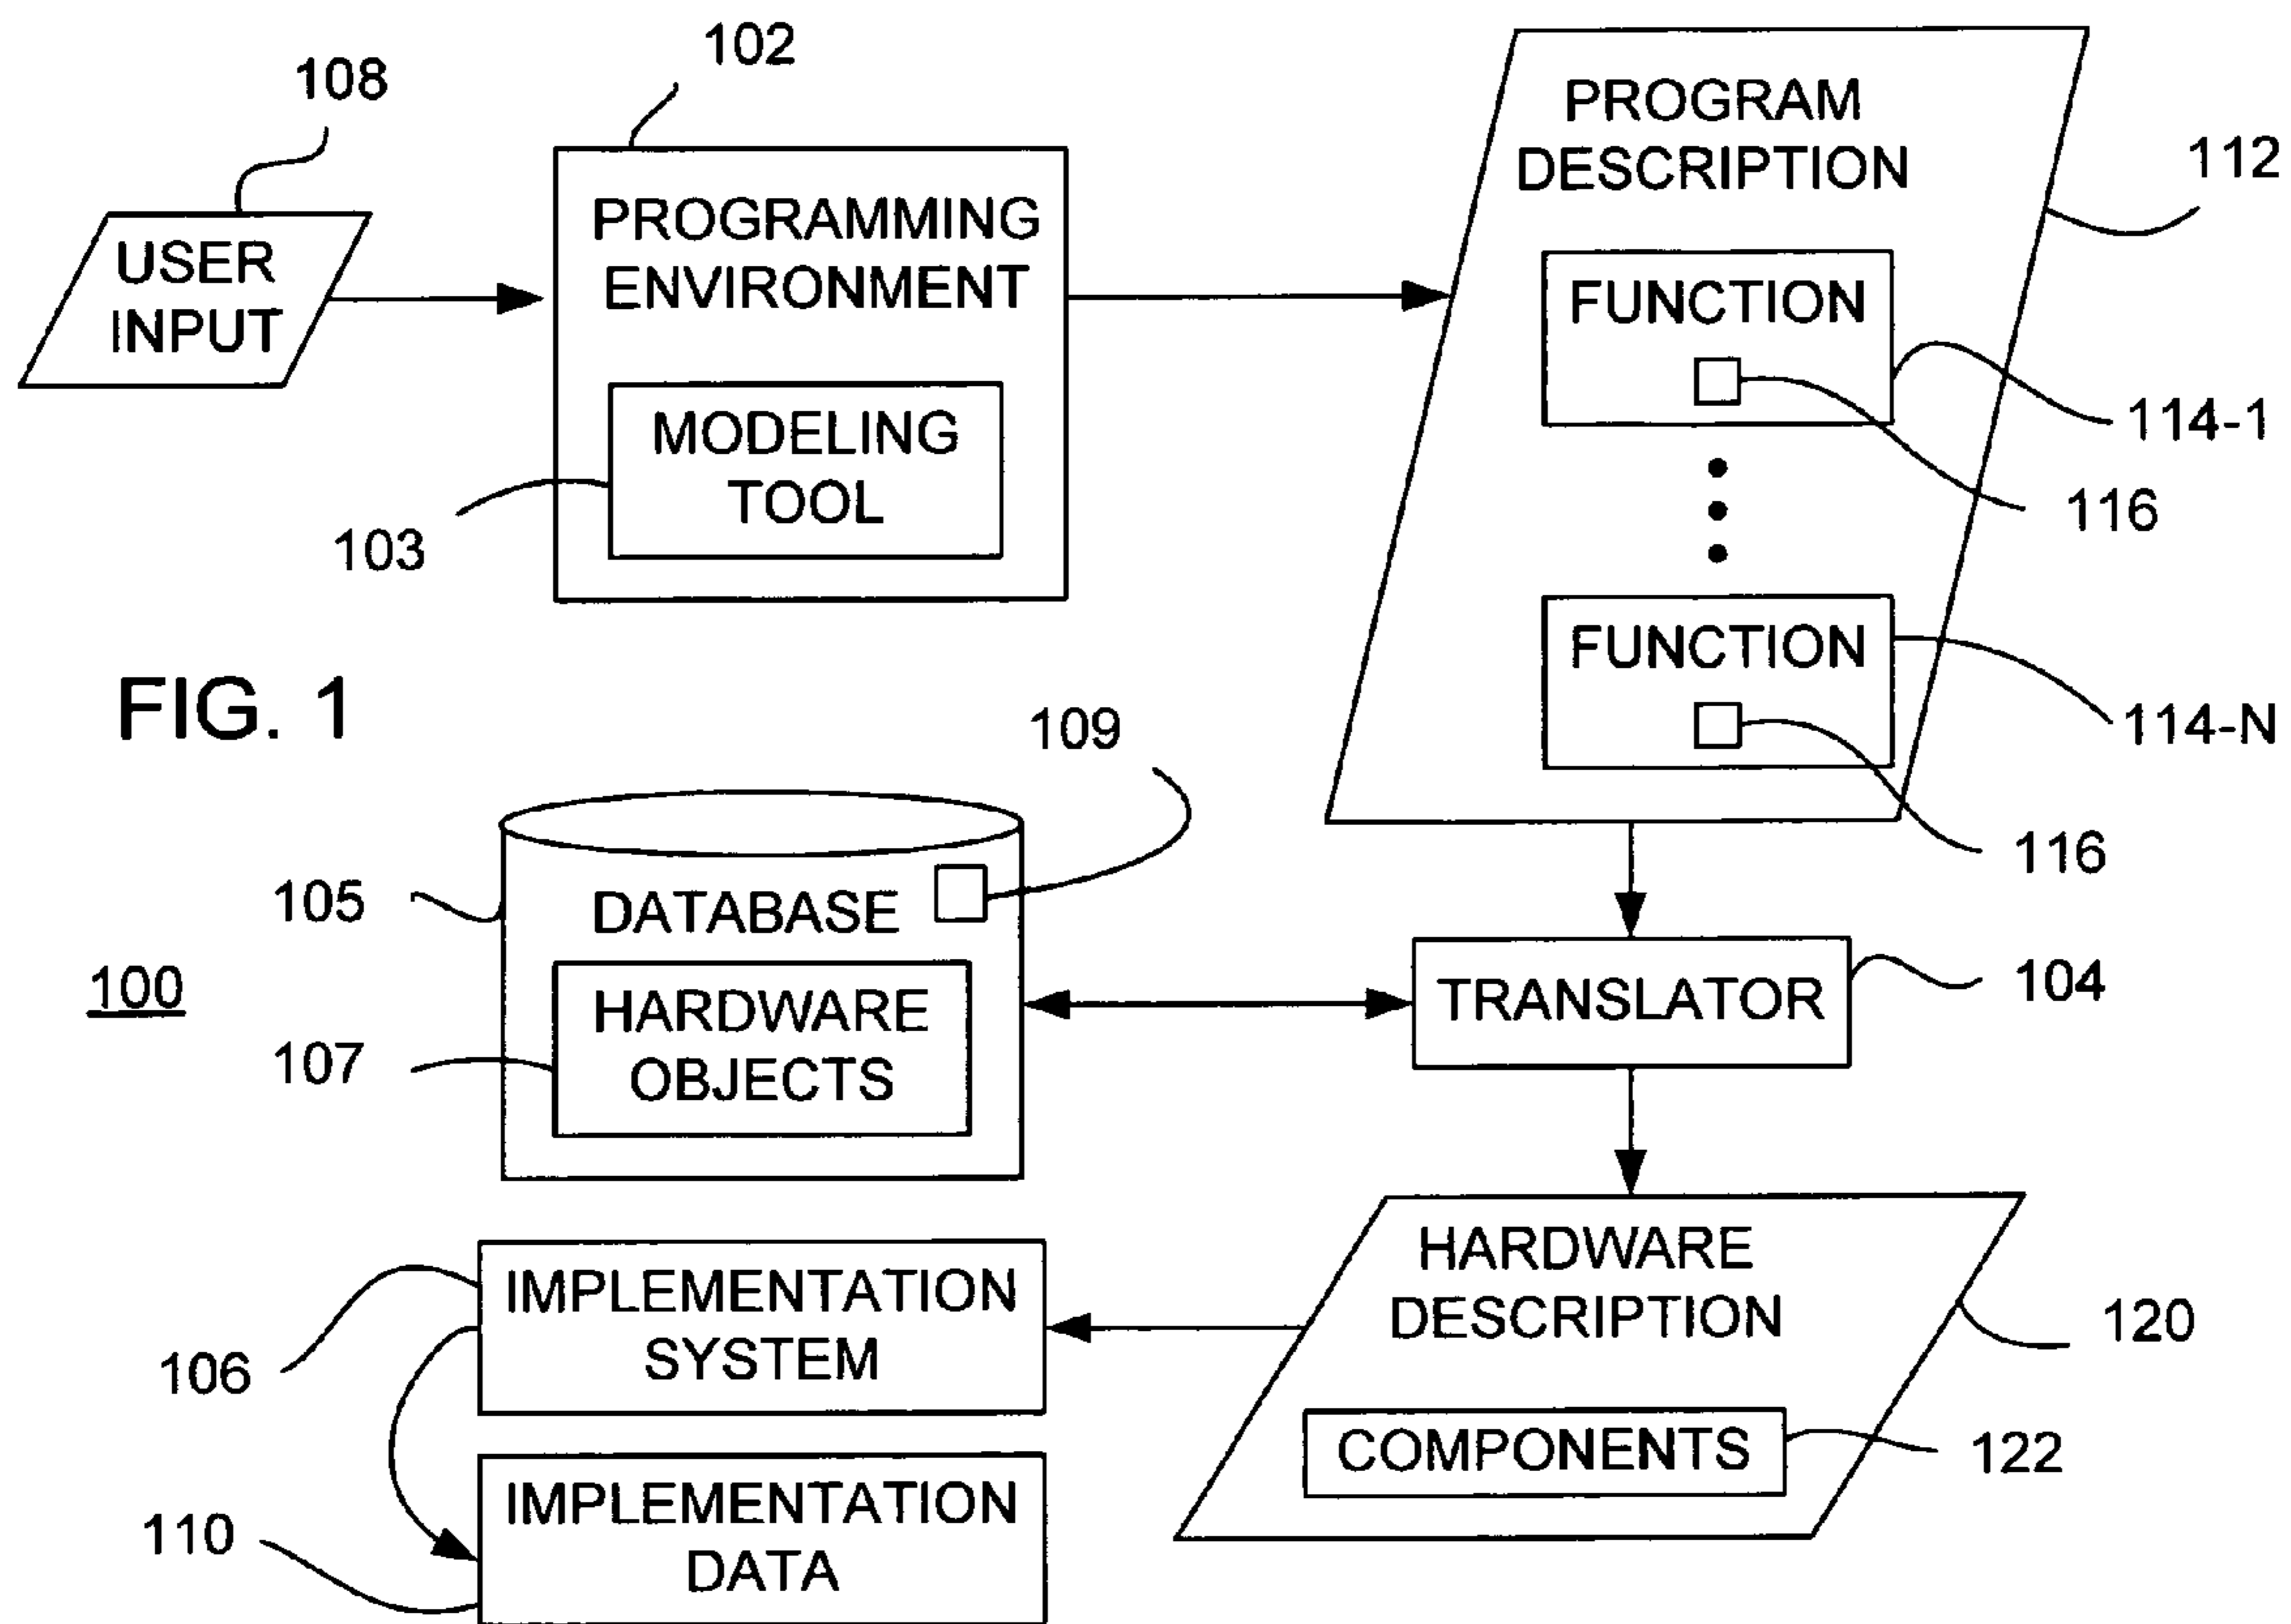 102
108
PROGRAM
DESCRIPTION
112
USER
INPUT
PROGRAMMING
ENVIRONMENT
FUNCTION
MODELING
TOOL
114-1
103
116
FUNCTION
FIG. 1
109
114-N
105
DATABASE
116
100
HARDWARE
OBJECTS
TRANSLATOR
104
107
HARDWARE
DESCRIPTION
IMPLEMENTATION
SYSTEM
120
106
COMPONENTS
122
IMPLEMENTATION
DATA
110